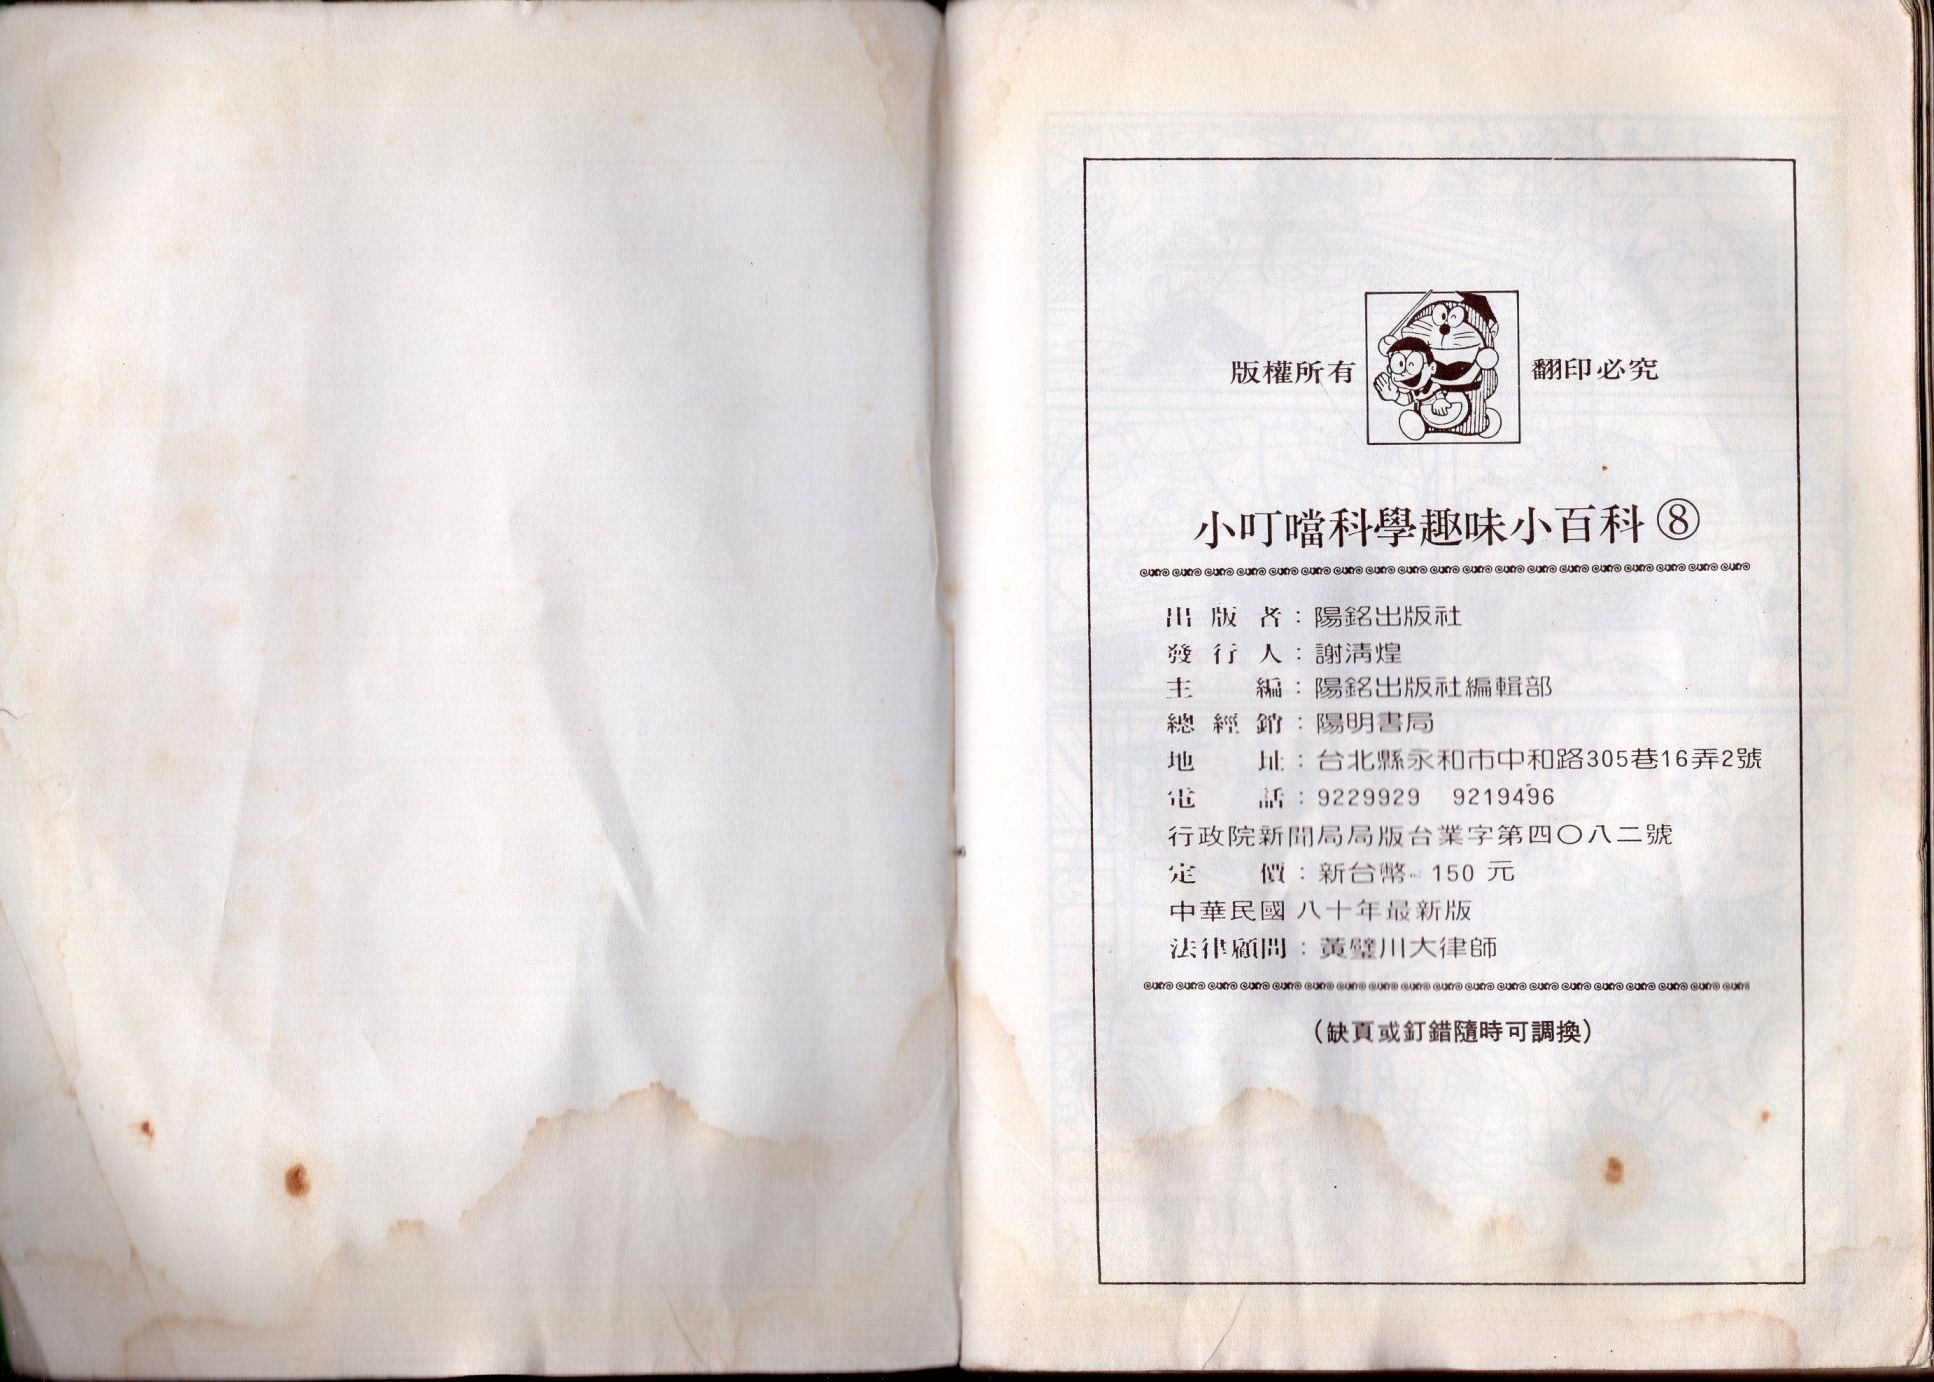 版權所有 翻印必究
小叮噹科學趣味小百科⑧
出版者：陽銘出版社
發行人：謝清煌
主編：陽銘出版社編輯部
總經銷：陽明書局
地址：台北縣永和市中和路305巷16弄2號
電話：9229929 9219496
行政院新聞局局版台業字第四〇八二號
定價：新台幣 150 元
中華民國八十年最新版
法律顧問：黃璧川大律師
（缺頁或釘錯隨時可調換）